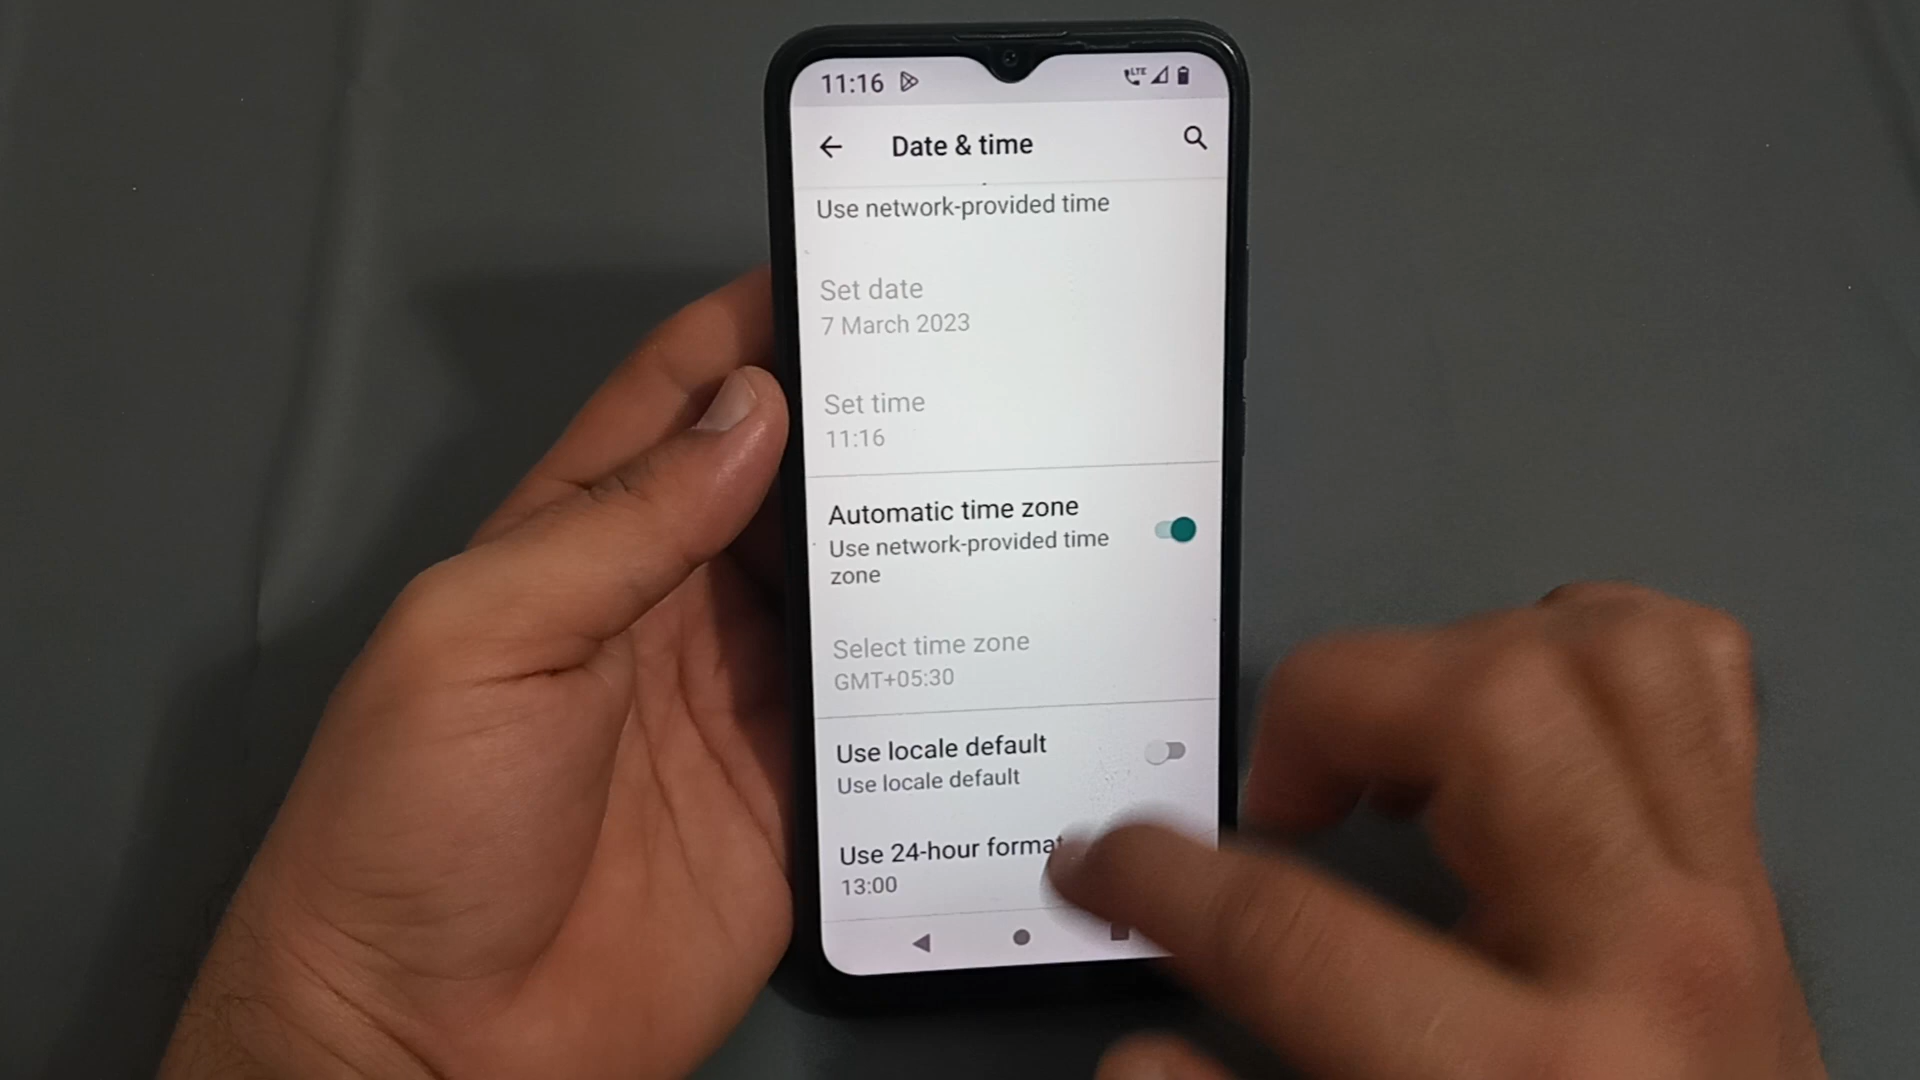 11:16
LTE
Date & time
Use network-provided time
Set date
7 March 2023
Set time
11:16
Automatic time zone
Use network-provided time
zone
Select time zone
GMT+05:30
Use locale default
Use locale default
Use 24-hour format
13:00